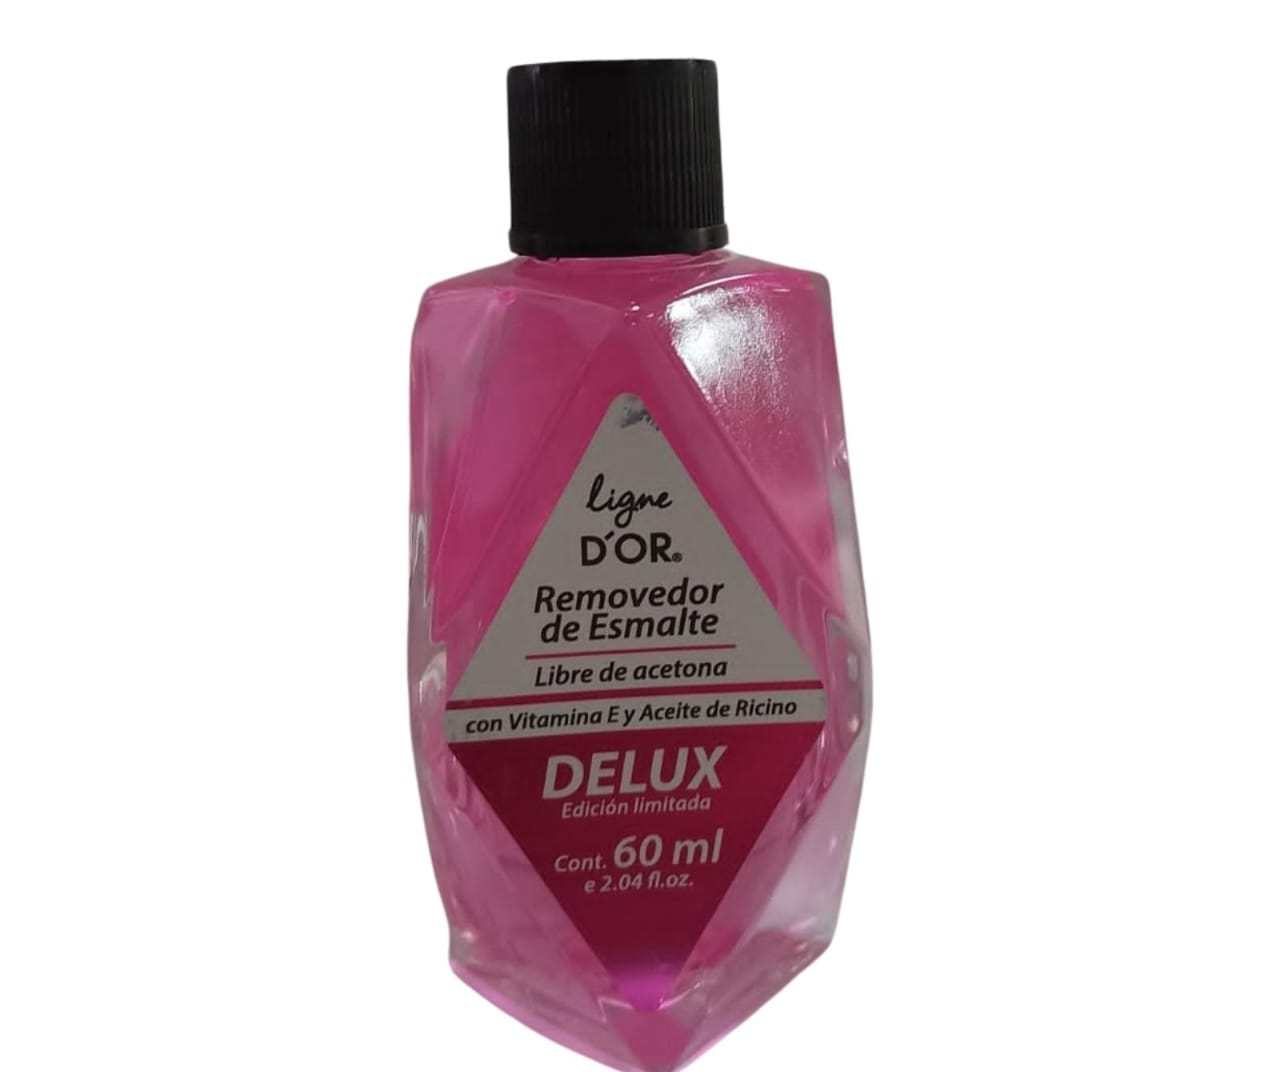 ligne
D'OR®
Removedor
de Esmalte
Libre de acetona
con Vitamina E y Aceite de Ricino
DELUX
Edición limitada
Cont. 60 ml
e 2.04 fl.oz.